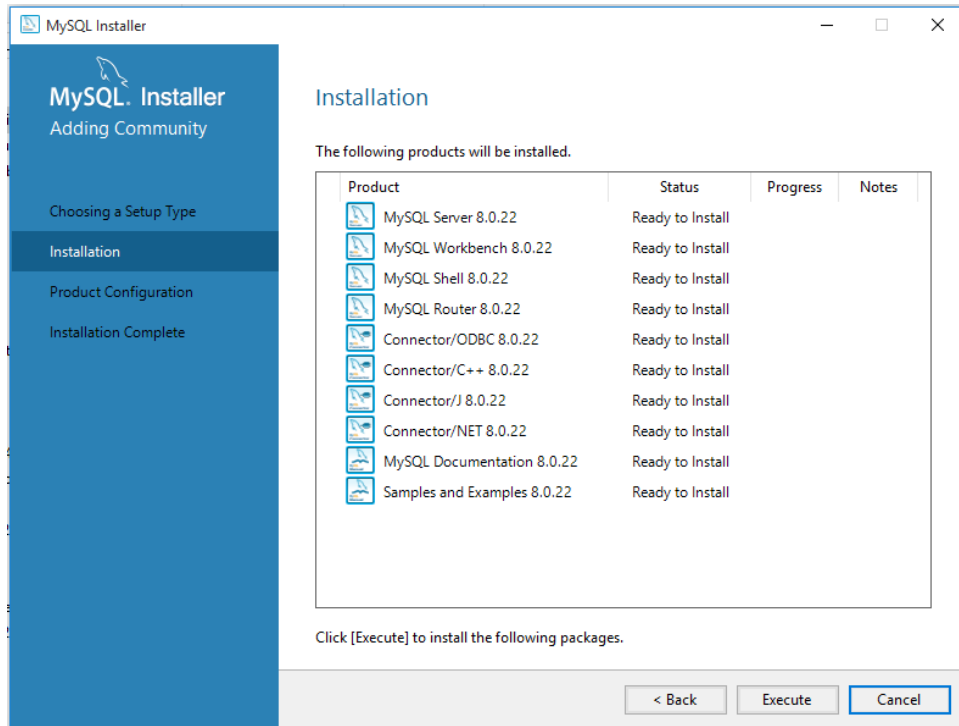 MySQL Installer
MySQL. Installer
Adding Community
Choosing a Setup Type
Installation
Product Configuration
Installation Complete
Installation
The following products will be installed.
Product Status Progress Notes
MySQL Server 8.0.22 Ready to Install
MySQL Workbench 8.0.22 Ready to Install
MySQL Shell 8.0.22 Ready to Install
MySQL Router 8.0.22 Ready to Install
Connector/ODBC 8.0.22 Ready to Install
Connector/C++ 8.0.22 Ready to Install
Connector/J 8.0.22 Ready to Install
Connector/NET 8.0.22 Ready to Install
MySQL Documentation 8.0.22 Ready to Install
Samples and Examples 8.0.22 Ready to Install
Click [Execute] to install the following packages.
< Back Execute Cancel